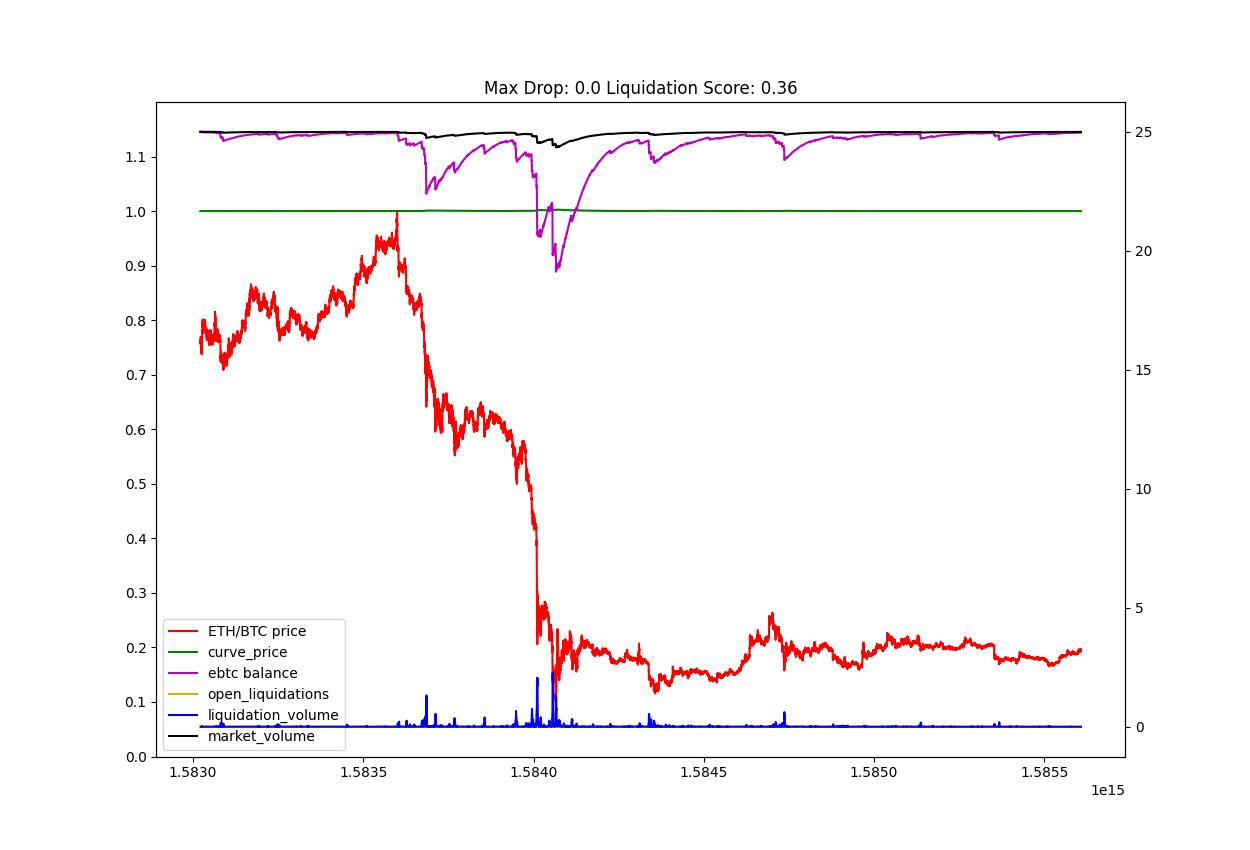 Max Drop: 0.0 Liquidation Score: 0.36
1.1
1.0
0.9
0.8
0.7
0.6
0.5
0.4
0.3
0.2
0.1
0.0
25
20
15
10
5
0
ETH/BTC price
curve_price
ebtc balance
open_liquidations
liquidation_volume
market_volume
1.5830 1.5835 1.5840 1.5845 1.5850 1.5855
1e15